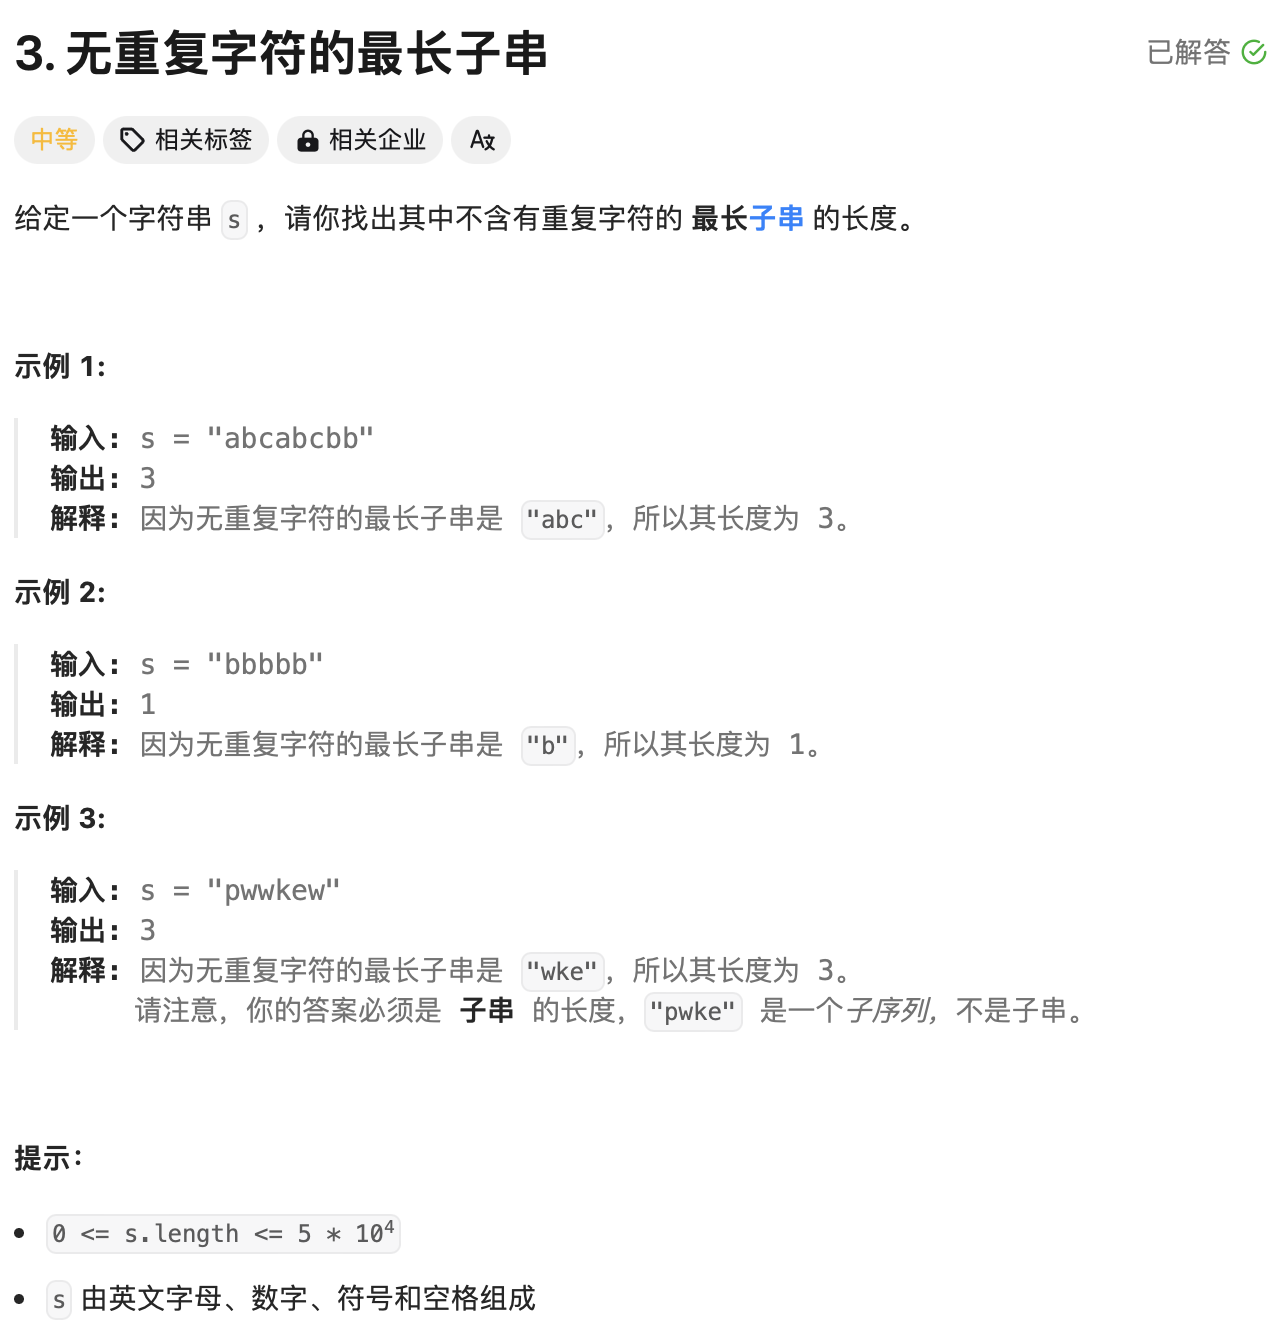 3. 无重复字符的最长子串
已解答
中等 相关标签 相关企业 A文
给定一个字符串 s ，请你找出其中不含有重复字符的 最长子串 的长度。
示例 1:
输入: s = "abcabcbb"
输出: 3
解释: 因为无重复字符的最长子串是 "abc"，所以其长度为 3。
示例 2:
输入: s = "bbbbb"
输出: 1
解释: 因为无重复字符的最长子串是 "b"，所以其长度为 1。
示例 3:
输入: s = "pwwkew"
输出: 3
解释: 因为无重复字符的最长子串是 "wke"，所以其长度为 3。
请注意，你的答案必须是 子串 的长度，"pwke" 是一个子序列，不是子串。
提示：
• 0 <= s.length <= 5 * 10⁴
• s 由英文字母、数字、符号和空格组成